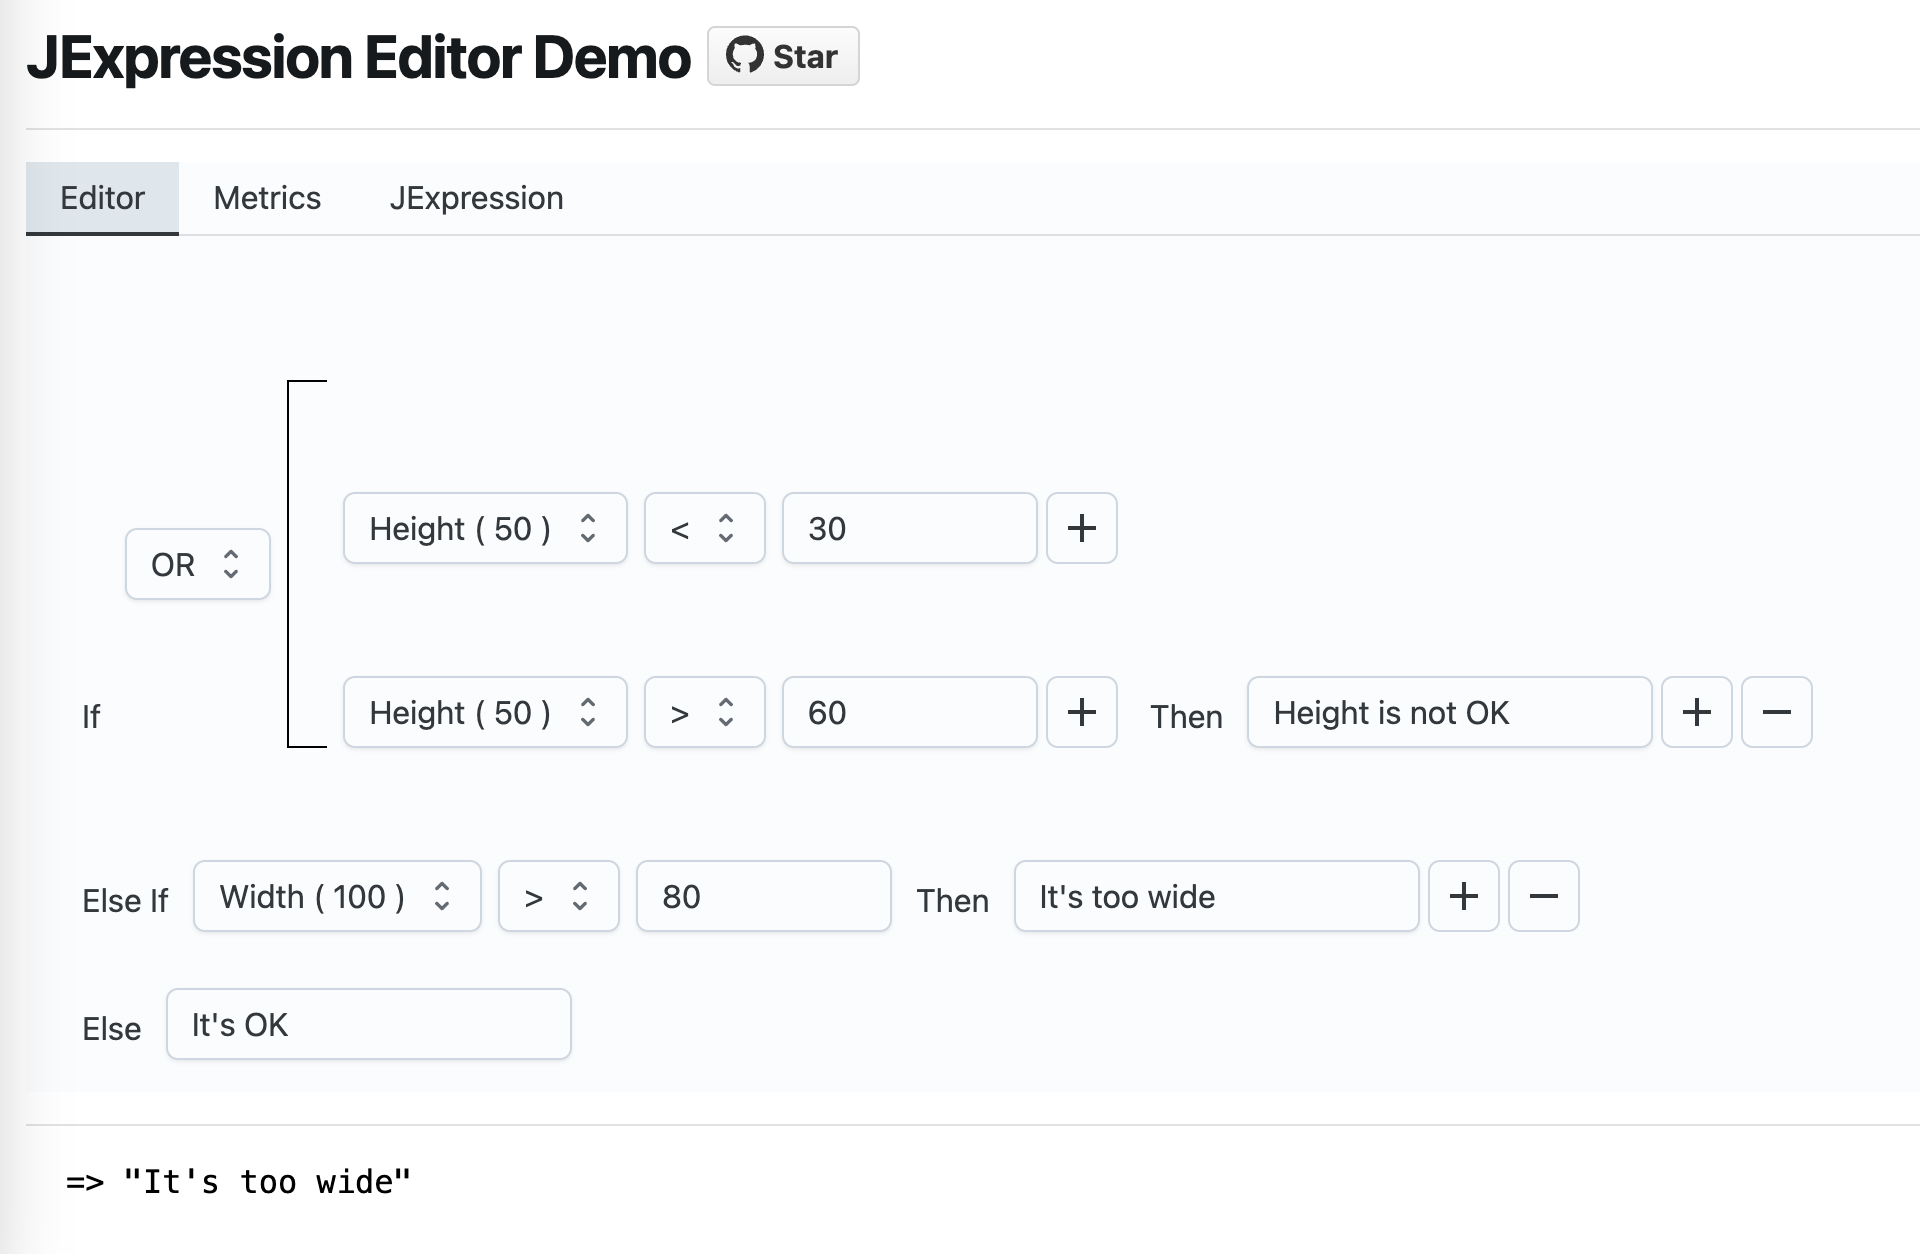 JExpression Editor Demo Star
Editor Metrics JExpression
Height ( 50 ) < 30 +
OR
If Height ( 50 ) > 60 + Then Height is not OK + −
Else If Width ( 100 ) > 80 Then It's too wide + −
Else It's OK
=> "It's too wide"